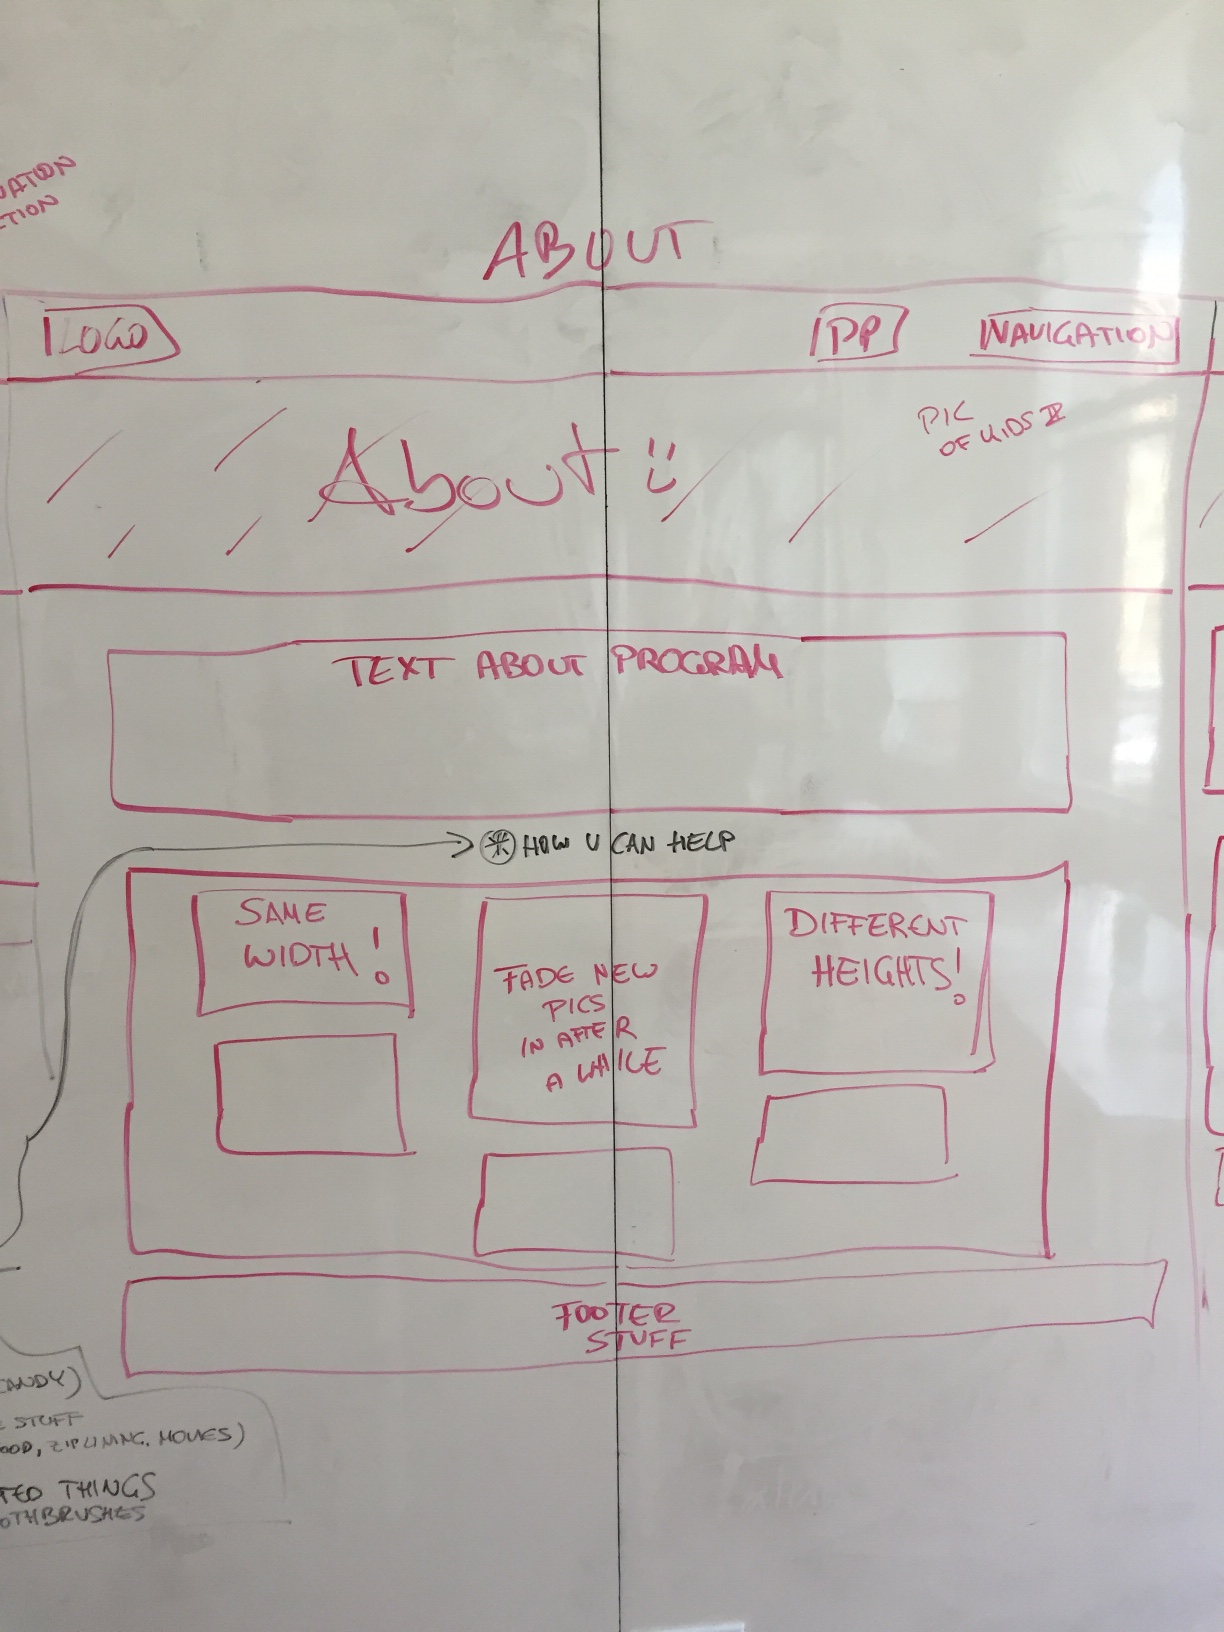 ABOUT
LOGO
PP
NAVIGATION
About :)
PIC
OF KIDS
TEXT ABOUT PROGRAM
HOW U CAN HELP
SAME
WIDTH!
FADE NEW
PICS
IN AFTER
A WHILE
DIFFERENT
HEIGHTS!
FOOTER
STUFF
CANDY)
STUFF
OOD, ZIPLINING, MOVIES)
TED THINGS
OTHBRUSHES
UATION
CTION